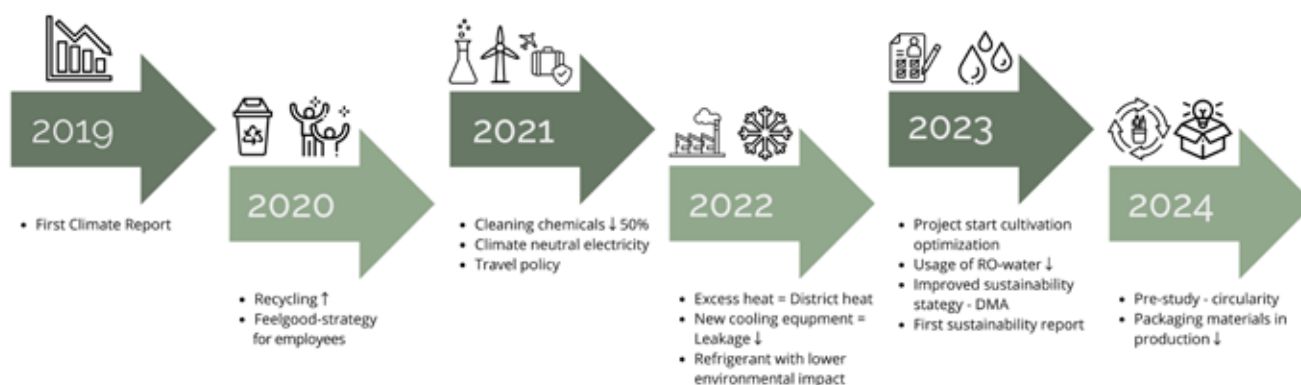 2019
• First Climate Report
2020
• Recycling ↑
• Feelgood-strategy
for employees
2021
• Cleaning chemicals ↓ 50%
• Climate neutral electricity
• Travel policy
2022
• Excess heat = District heat
• New cooling equpment =
Leakage ↓
• Refrigerant with lower
environmental impact
2023
• Project start cultivation
optimization
• Usage of RO-water ↓
• Improved sustainability
stategy - DMA
• First sustainability report
2024
• Pre-study - circularity
• Packaging materials in
production ↓